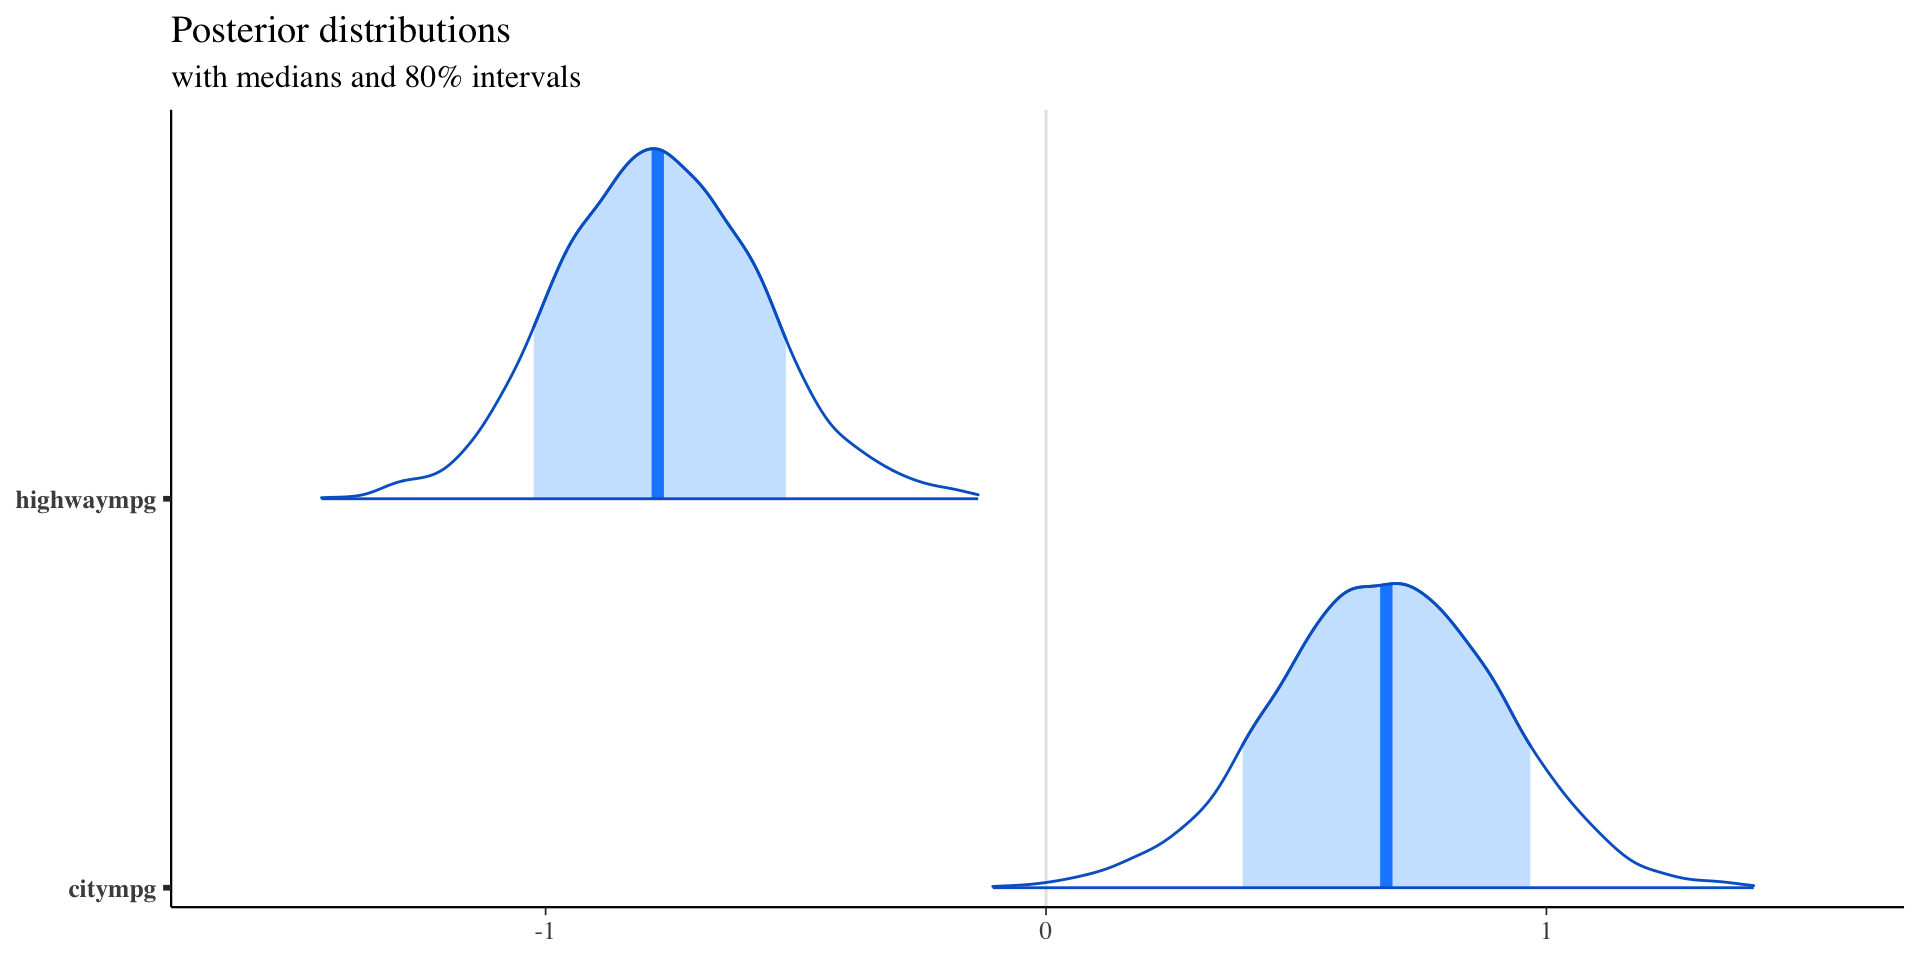 Posterior distributions
with medians and 80% intervals
highwaympg
citympg
-1 0 1